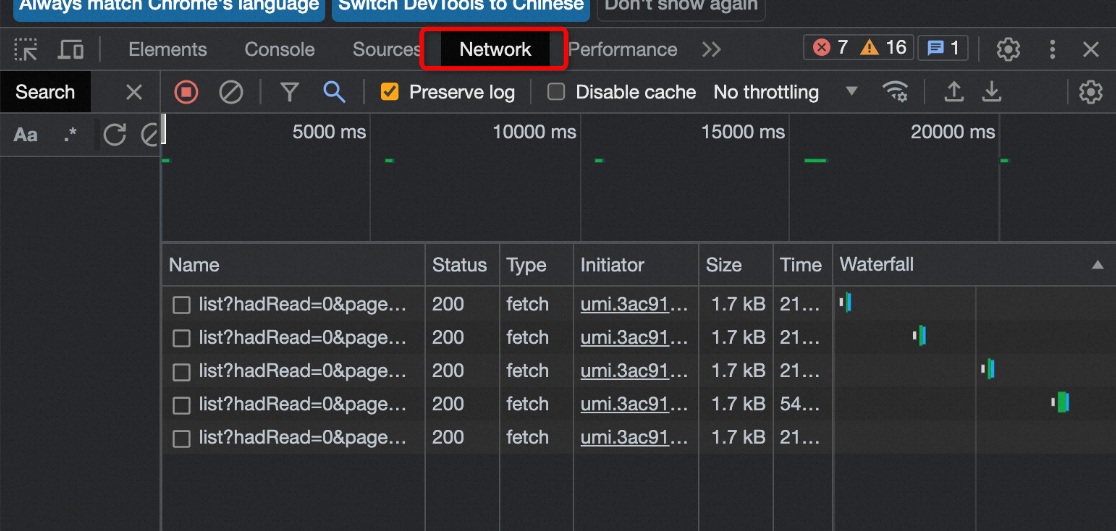 Always match Chrome's language Switch DevTools to Chinese Don't show again
Elements Console Sources Network Performance 7 16 1
Search Preserve log Disable cache No throttling
Aa .* 5000 ms 10000 ms 15000 ms 20000 ms
Name Status Type Initiator Size Time Waterfall
list?hadRead=0&page... 200 fetch umi.3ac91... 1.7 kB 21...
list?hadRead=0&page... 200 fetch umi.3ac91... 1.7 kB 21...
list?hadRead=0&page... 200 fetch umi.3ac91... 1.7 kB 21...
list?hadRead=0&page... 200 fetch umi.3ac91... 1.7 kB 54...
list?hadRead=0&page... 200 fetch umi.3ac91... 1.7 kB 21...